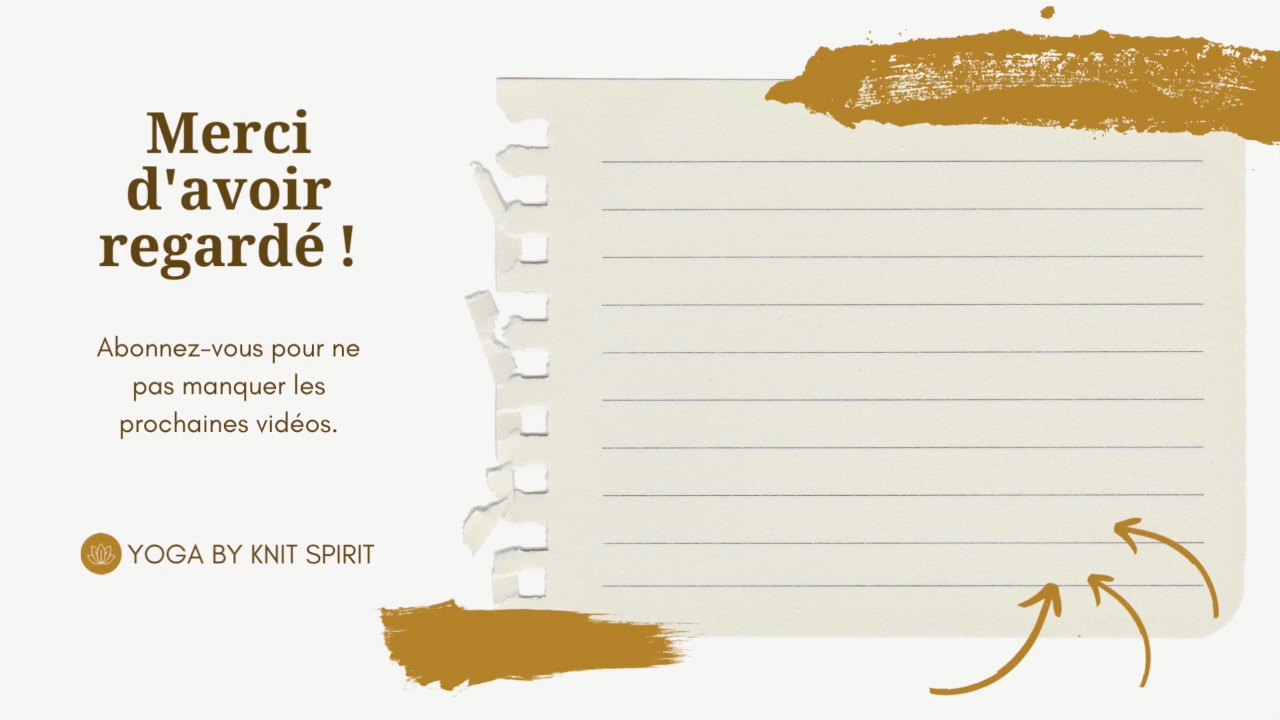 Merci
d'avoir
regardé !
Abonnez-vous pour ne
pas manquer les
prochaines vidéos.
YOGA BY KNIT SPIRIT